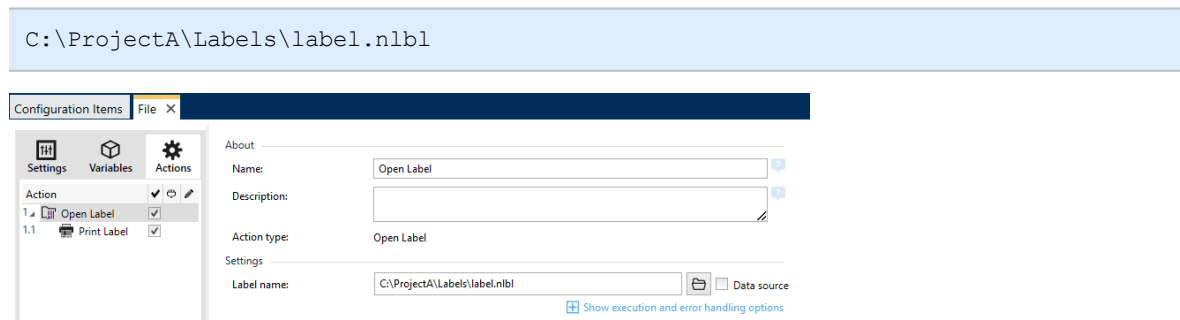 C:\ProjectA\Labels\label.nlbl
Configuration Items File
Settings Variables Actions
Action
1 Open Label
1.1 Print Label
About
Name: Open Label
Description:
Action type: Open Label
Settings
Label name: C:\ProjectA\Labels\label.nlbl Data source
Show execution and error handling options